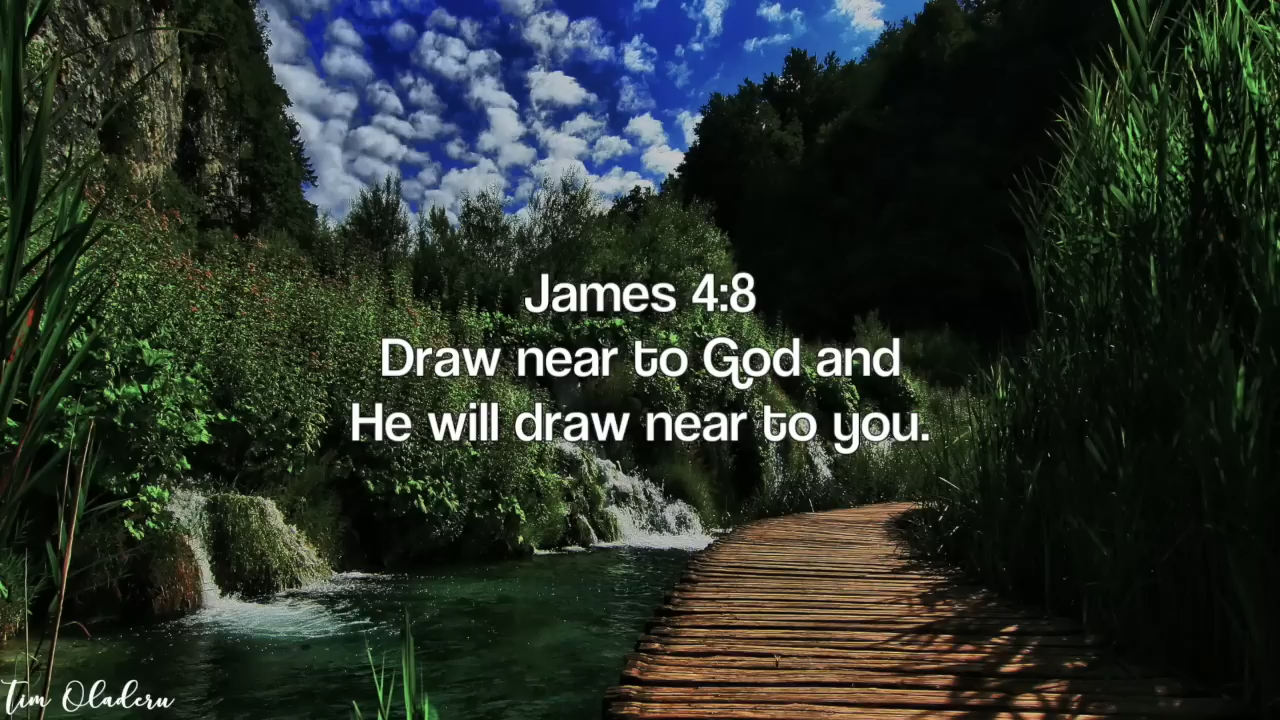 James 4:8
Draw near to God and
He will draw near to you.
Tim Oladeru